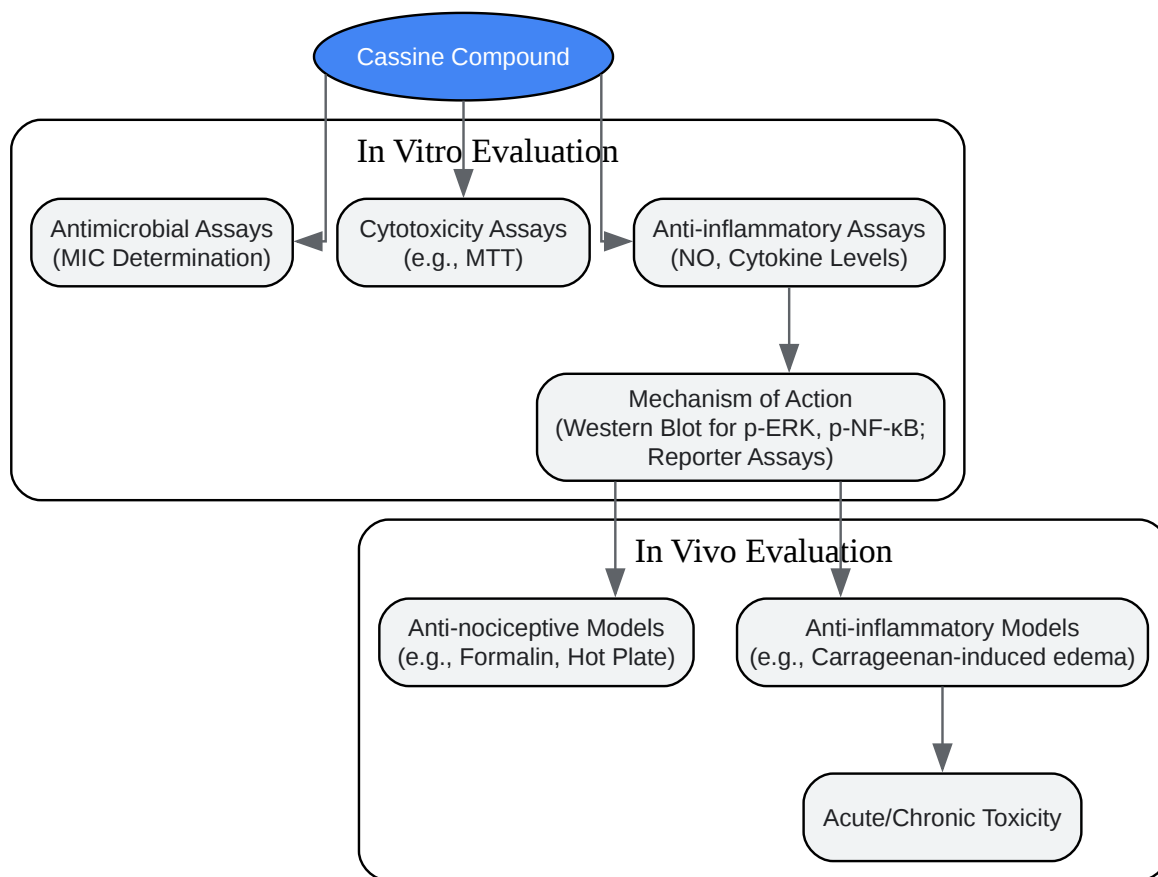 Cassine Compound
In Vitro Evaluation
Antimicrobial Assays
(MIC Determination)
Cytotoxicity Assays
(e.g., MTT)
Anti-inflammatory Assays
(NO, Cytokine Levels)
Mechanism of Action
(Western Blot for p-ERK, p-NF-κB;
Reporter Assays)
In Vivo Evaluation
Anti-nociceptive Models
(e.g., Formalin, Hot Plate)
Anti-inflammatory Models
(e.g., Carrageenan-induced edema)
Acute/Chronic Toxicity